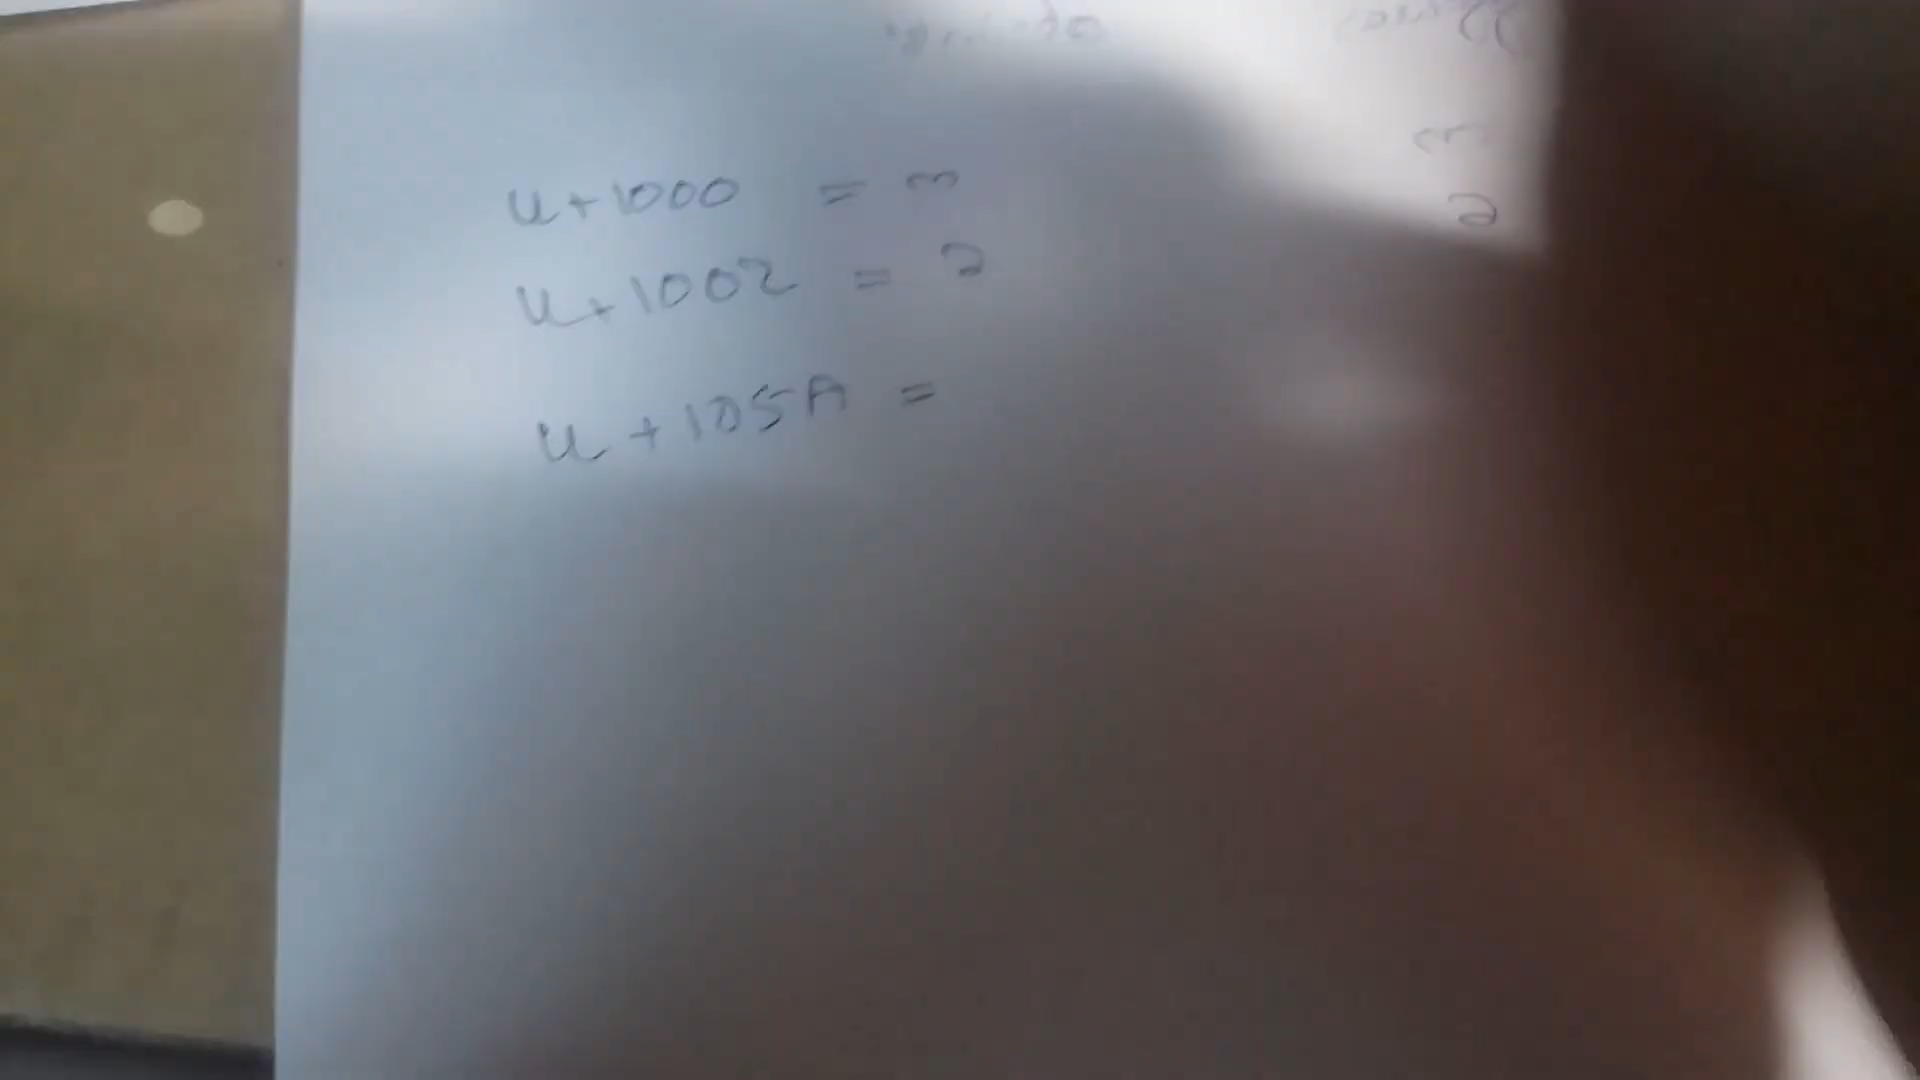 U+1000 = က
U+1002 = ဂ
U+105A =